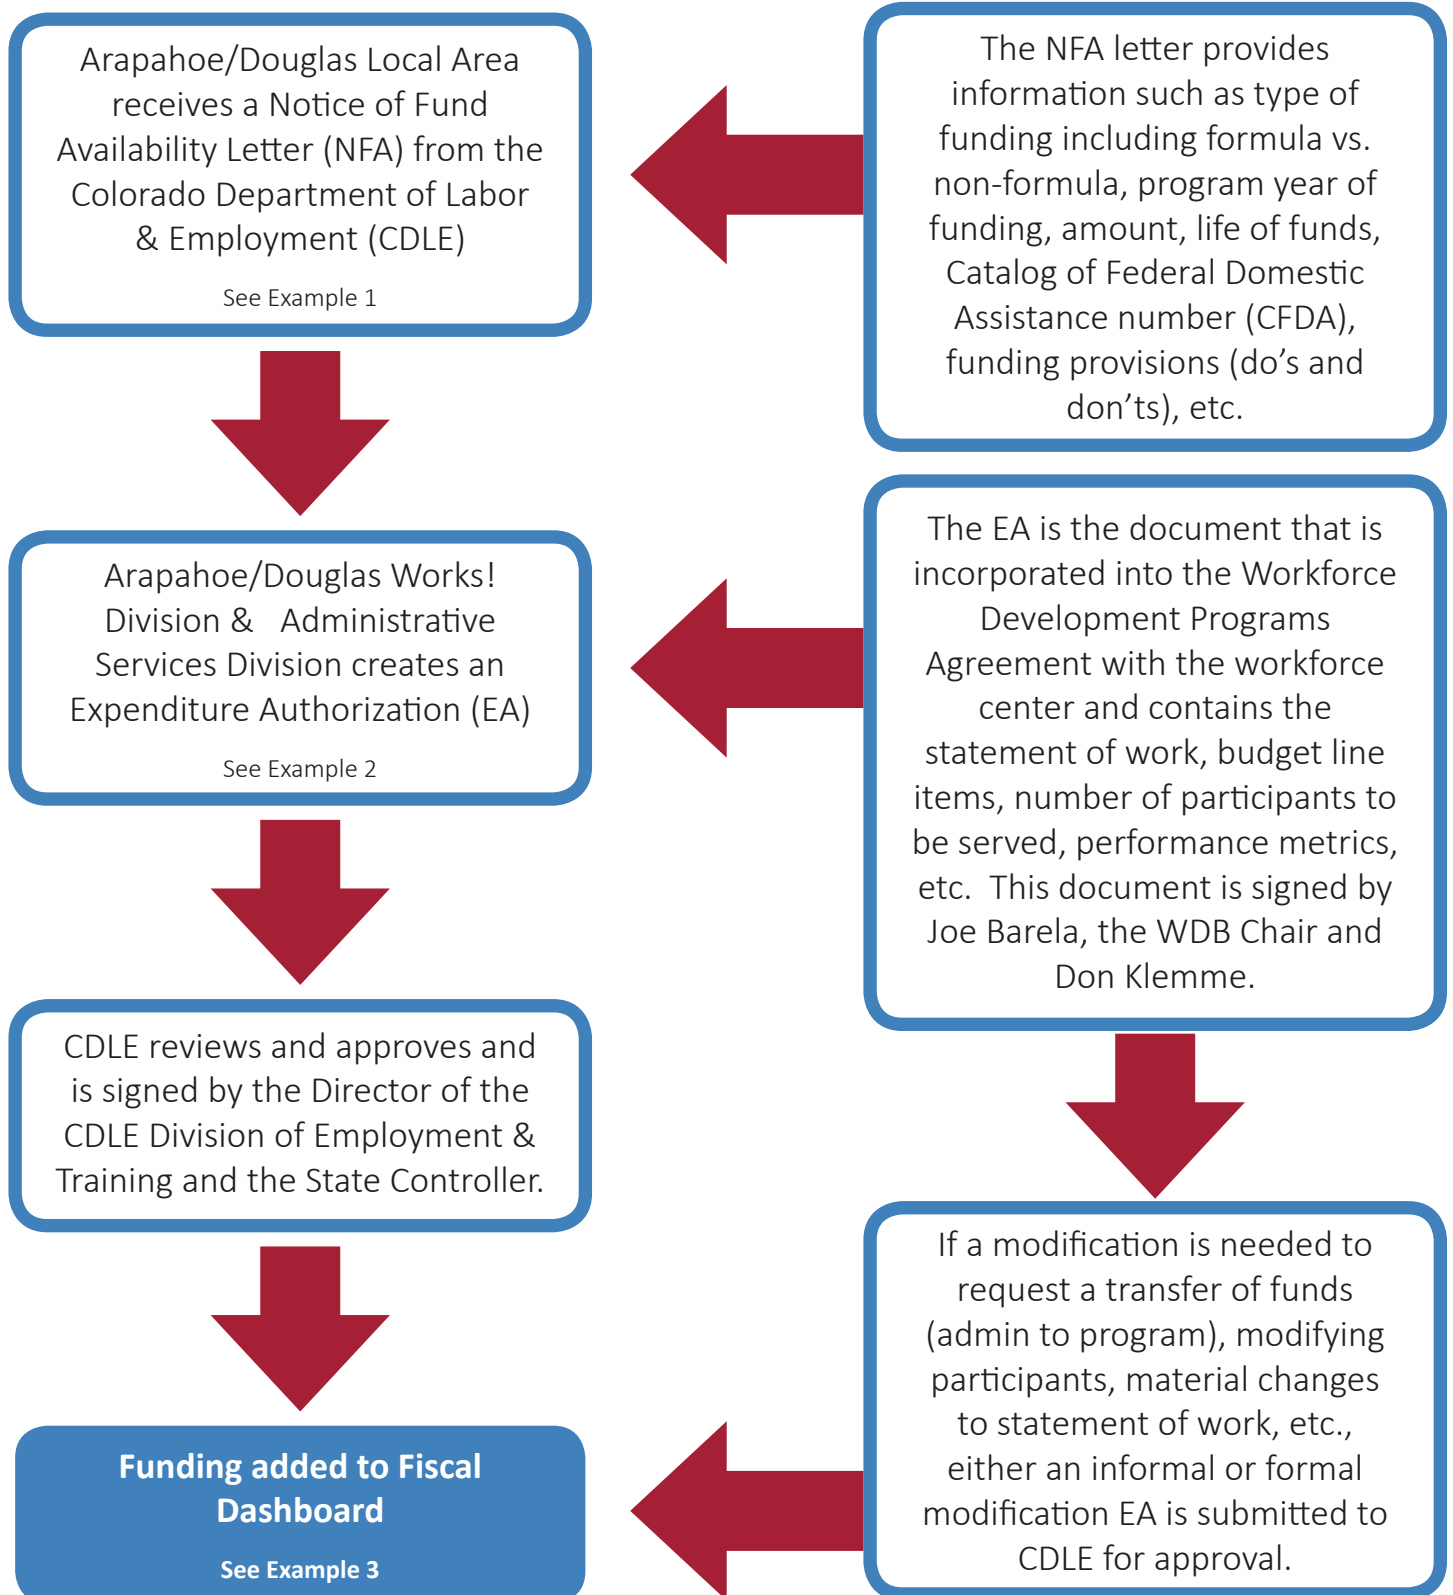 Arapahoe/Douglas Local Area
receives a Notice of Fund
Availability Letter (NFA) from the
Colorado Department of Labor
& Employment (CDLE)
See Example 1
The NFA letter provides
information such as type of
funding including formula vs.
non-formula, program year of
funding, amount, life of funds,
Catalog of Federal Domestic
Assistance number (CFDA),
funding provisions (do’s and
don’ts), etc.
Arapahoe/Douglas Works!
Division & Administrative
Services Division creates an
Expenditure Authorization (EA)
See Example 2
The EA is the document that is
incorporated into the Workforce
Development Programs
Agreement with the workforce
center and contains the
statement of work, budget line
items, number of participants to
be served, performance metrics,
etc. This document is signed by
Joe Barela, the WDB Chair and
Don Klemme.
CDLE reviews and approves and
is signed by the Director of the
CDLE Division of Employment &
Training and the State Controller.
If a modification is needed to
request a transfer of funds
(admin to program), modifying
participants, material changes
to statement of work, etc.,
either an informal or formal
modification EA is submitted to
CDLE for approval.
Funding added to Fiscal
Dashboard
See Example 3